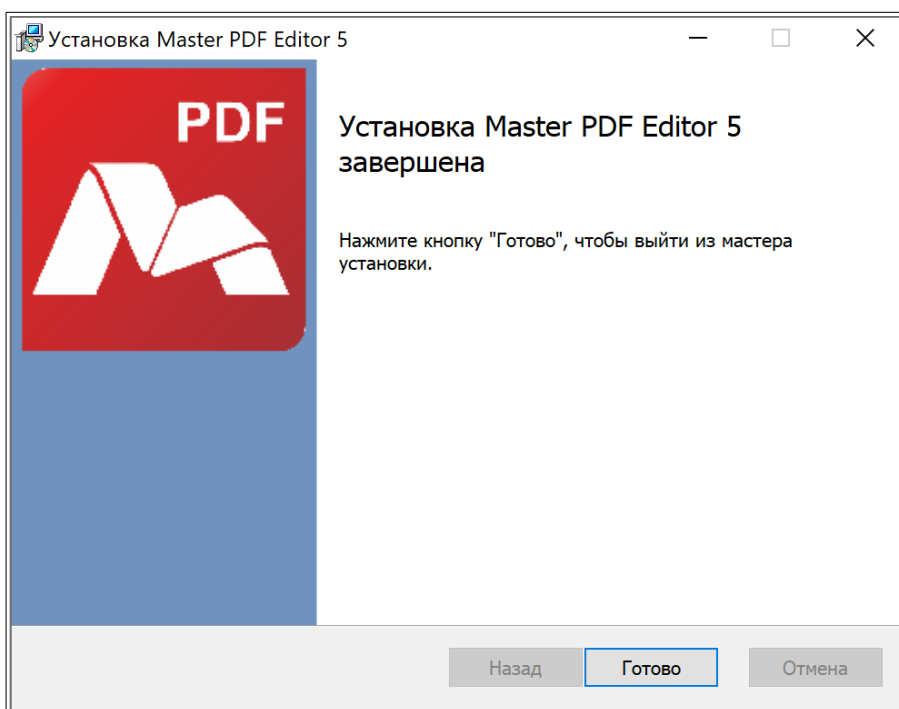 Установка Master PDF Editor 5
PDF
Установка Master PDF Editor 5
завершена
Нажмите кнопку "Готово", чтобы выйти из мастера
установки.
Назад Готово Отмена